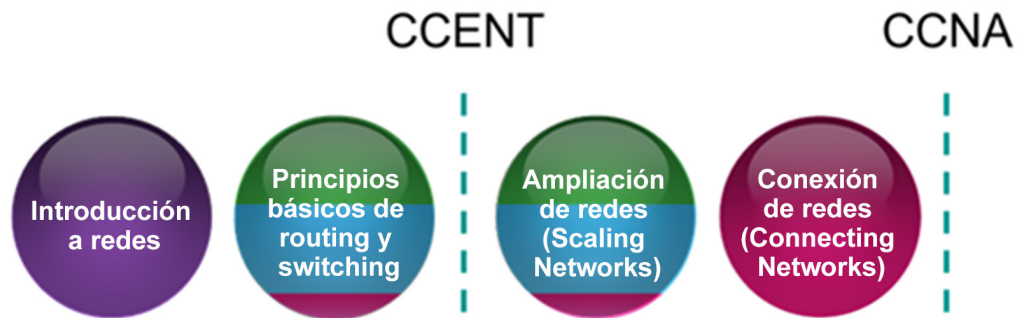 CCENT
CCNA
Introducción
a redes
Principios
básicos de
routing y
switching
Ampliación
de redes
(Scaling
Networks)
Conexión
de redes
(Connecting
Networks)